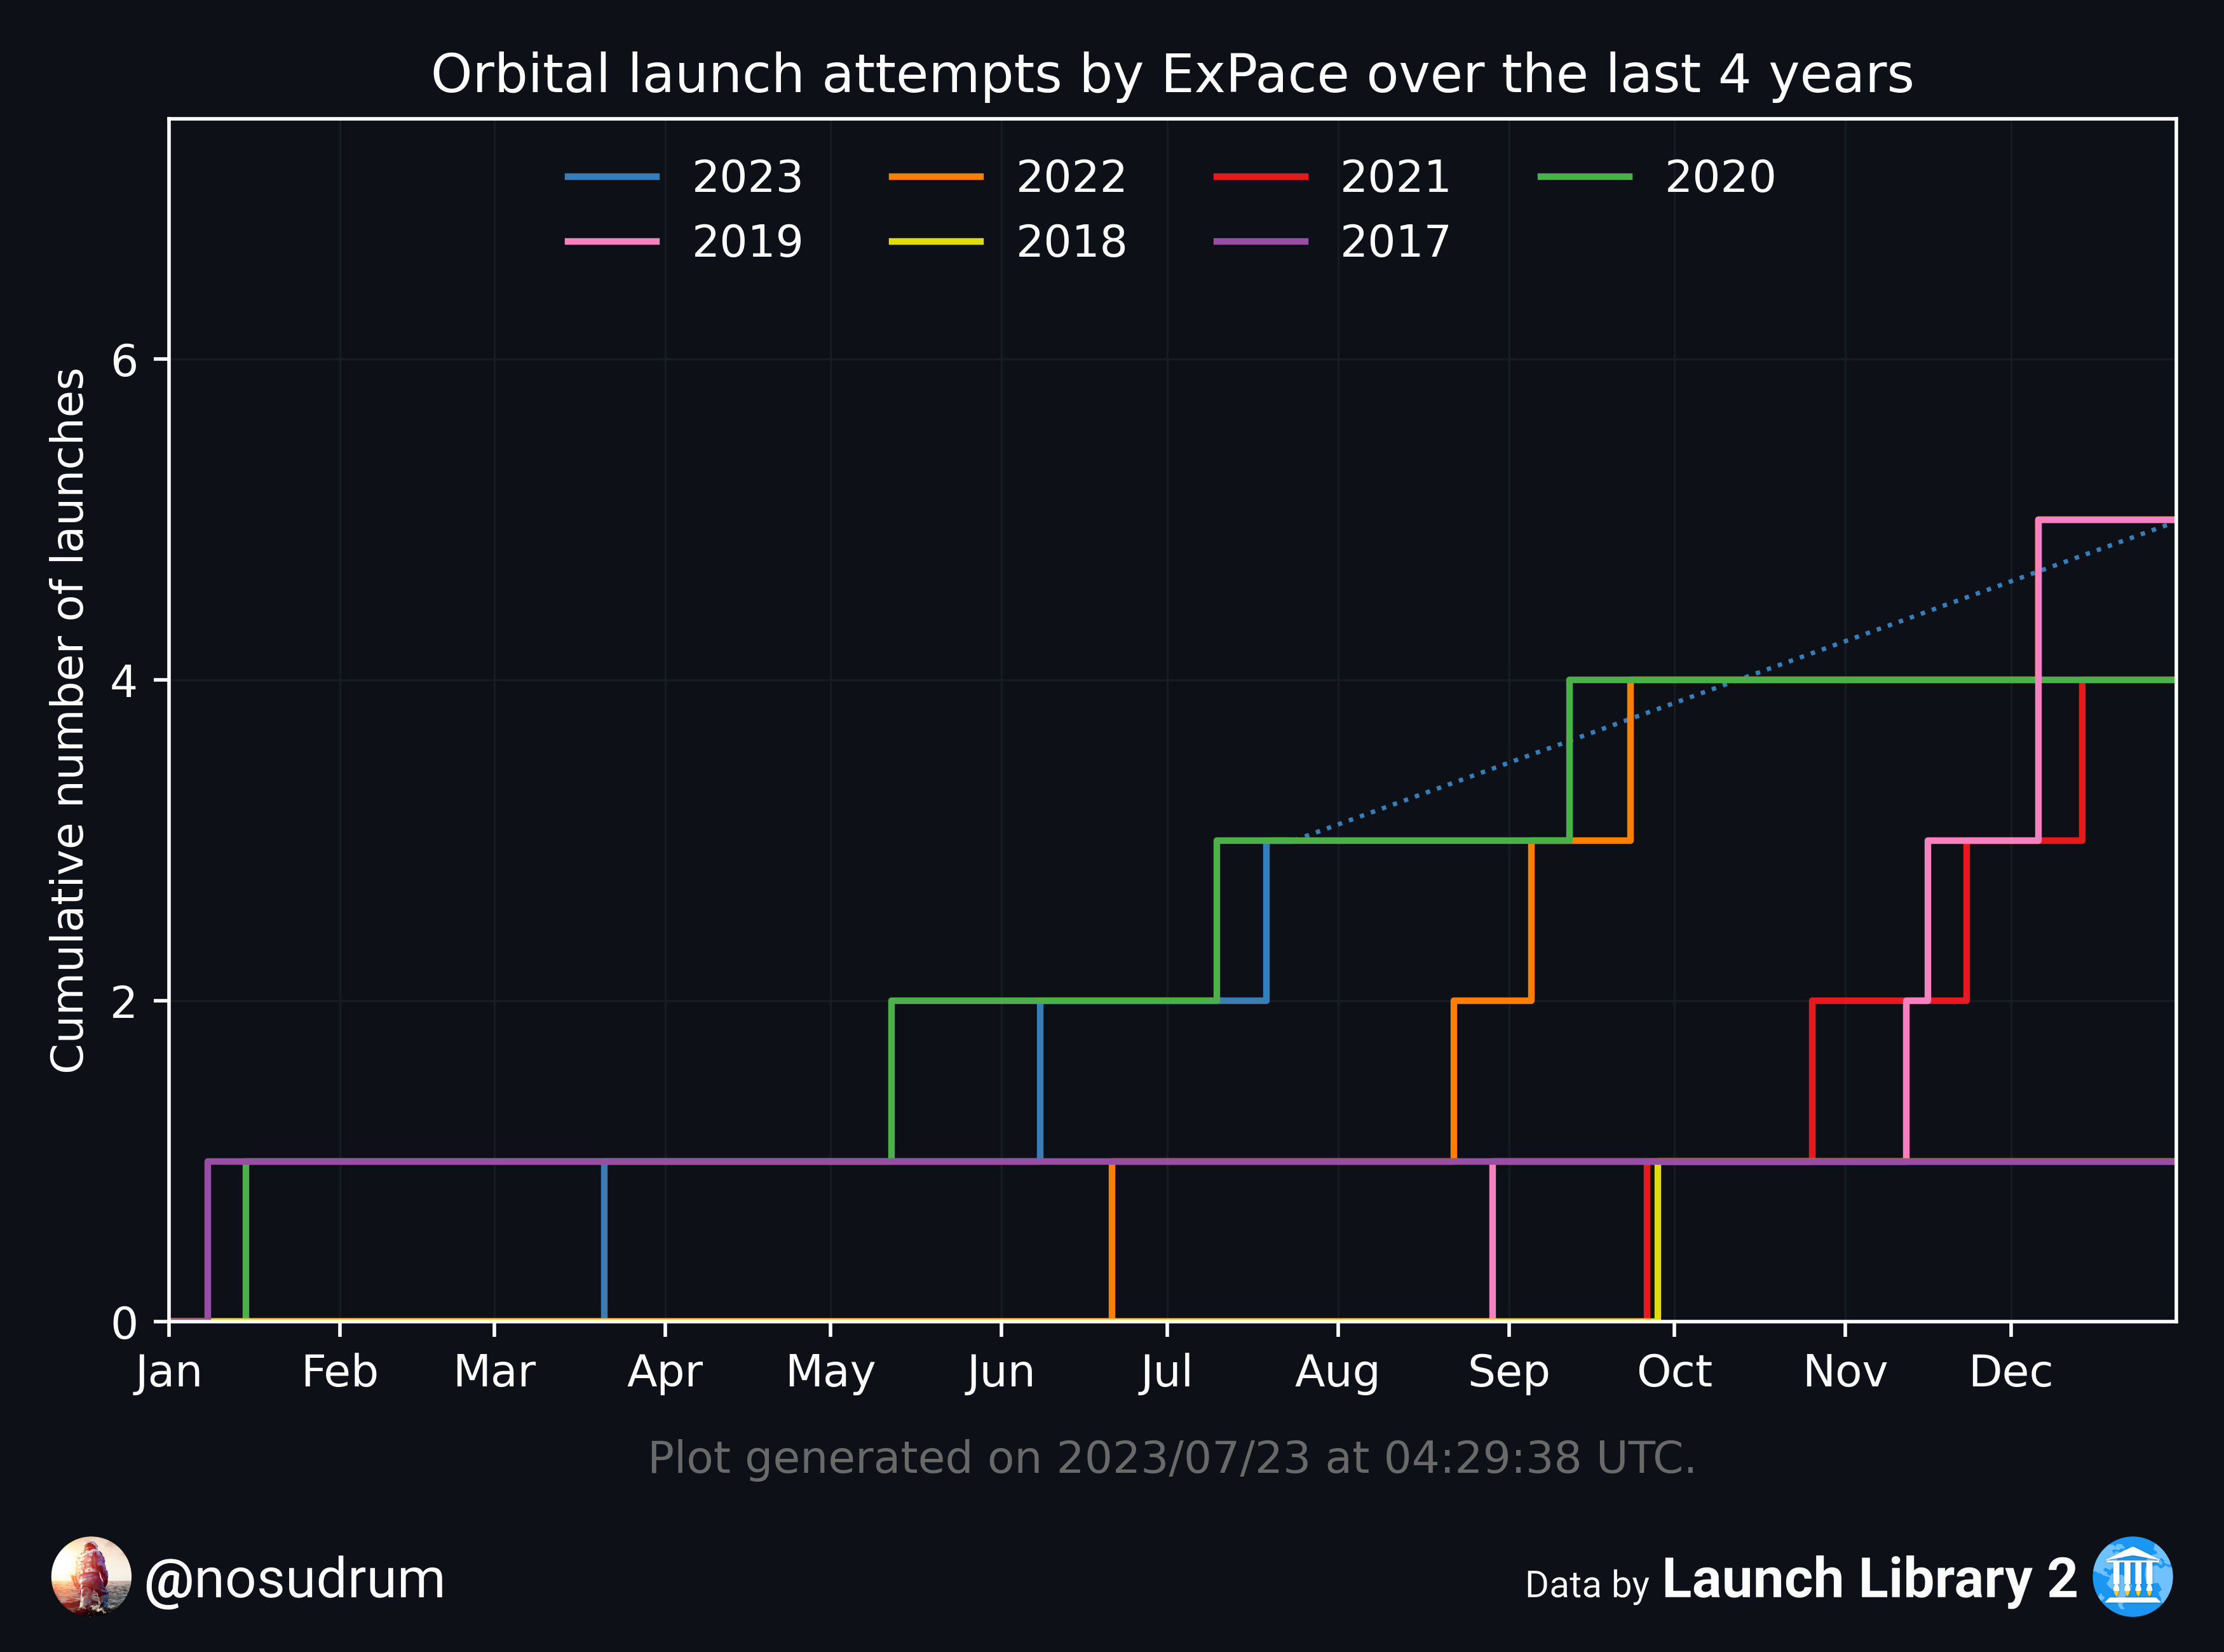 Orbital launch attempts by ExPace over the last 4 years
2023 2022 2021 2020
2019 2018 2017
Cumulative number of launches
6
4
2
0
Jan Feb Mar Apr May Jun Jul Aug Sep Oct Nov Dec
Plot generated on 2023/07/23 at 04:29:38 UTC.
@nosudrum
Data by Launch Library 2